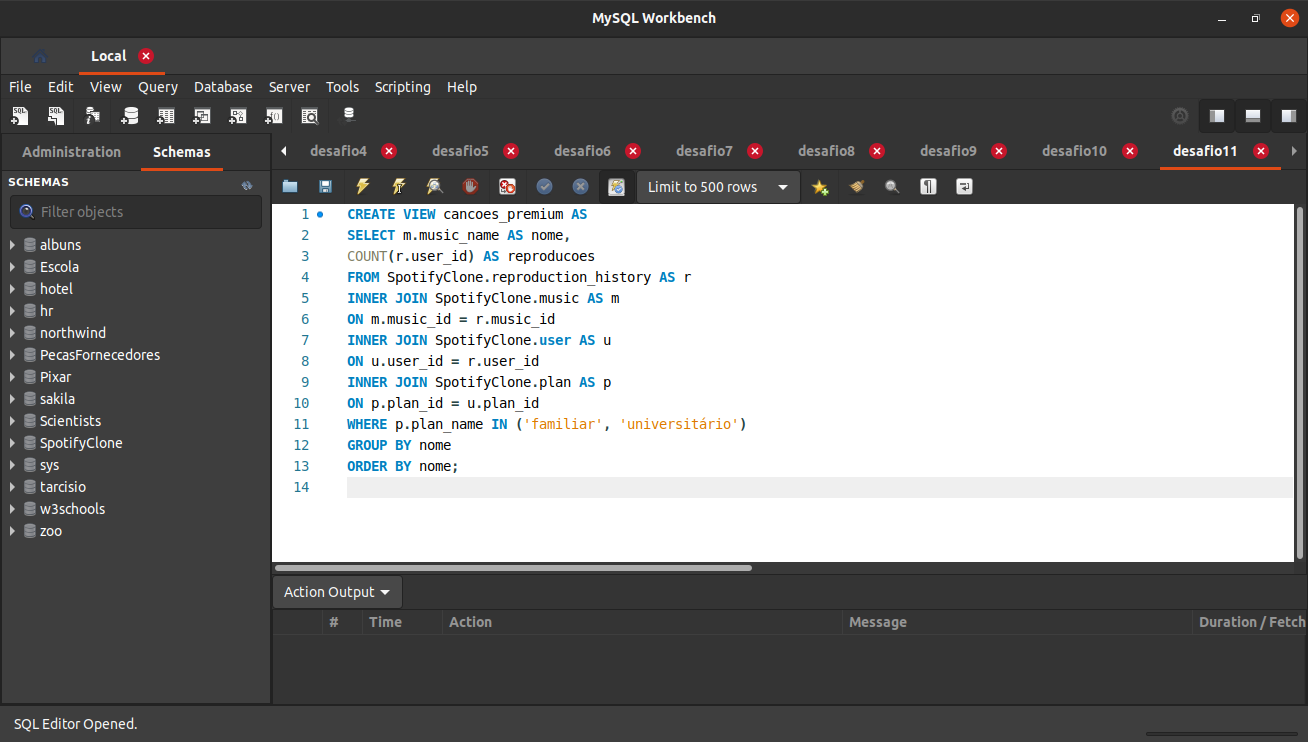 MySQL Workbench
Local
File Edit View Query Database Server Tools Scripting Help
Administration Schemas
desafio4 desafio5 desafio6 desafio7 desafio8 desafio9 desafio10 desafio11
SCHEMAS
Filter objects
albuns
Escola
hotel
hr
northwind
PecasFornecedores
Pixar
sakila
Scientists
SpotifyClone
sys
tarcisio
w3schools
zoo
Limit to 500 rows
1 CREATE VIEW cancoes_premium AS
2 SELECT m.music_name AS nome,
3 COUNT(r.user_id) AS reproducoes
4 FROM SpotifyClone.reproduction_history AS r
5 INNER JOIN SpotifyClone.music AS m
6 ON m.music_id = r.music_id
7 INNER JOIN SpotifyClone.user AS u
8 ON u.user_id = r.user_id
9 INNER JOIN SpotifyClone.plan AS p
10 ON p.plan_id = u.plan_id
11 WHERE p.plan_name IN ('familiar', 'universitário')
12 GROUP BY nome
13 ORDER BY nome;
14
Action Output
# Time Action Message Duration / Fetch
SQL Editor Opened.